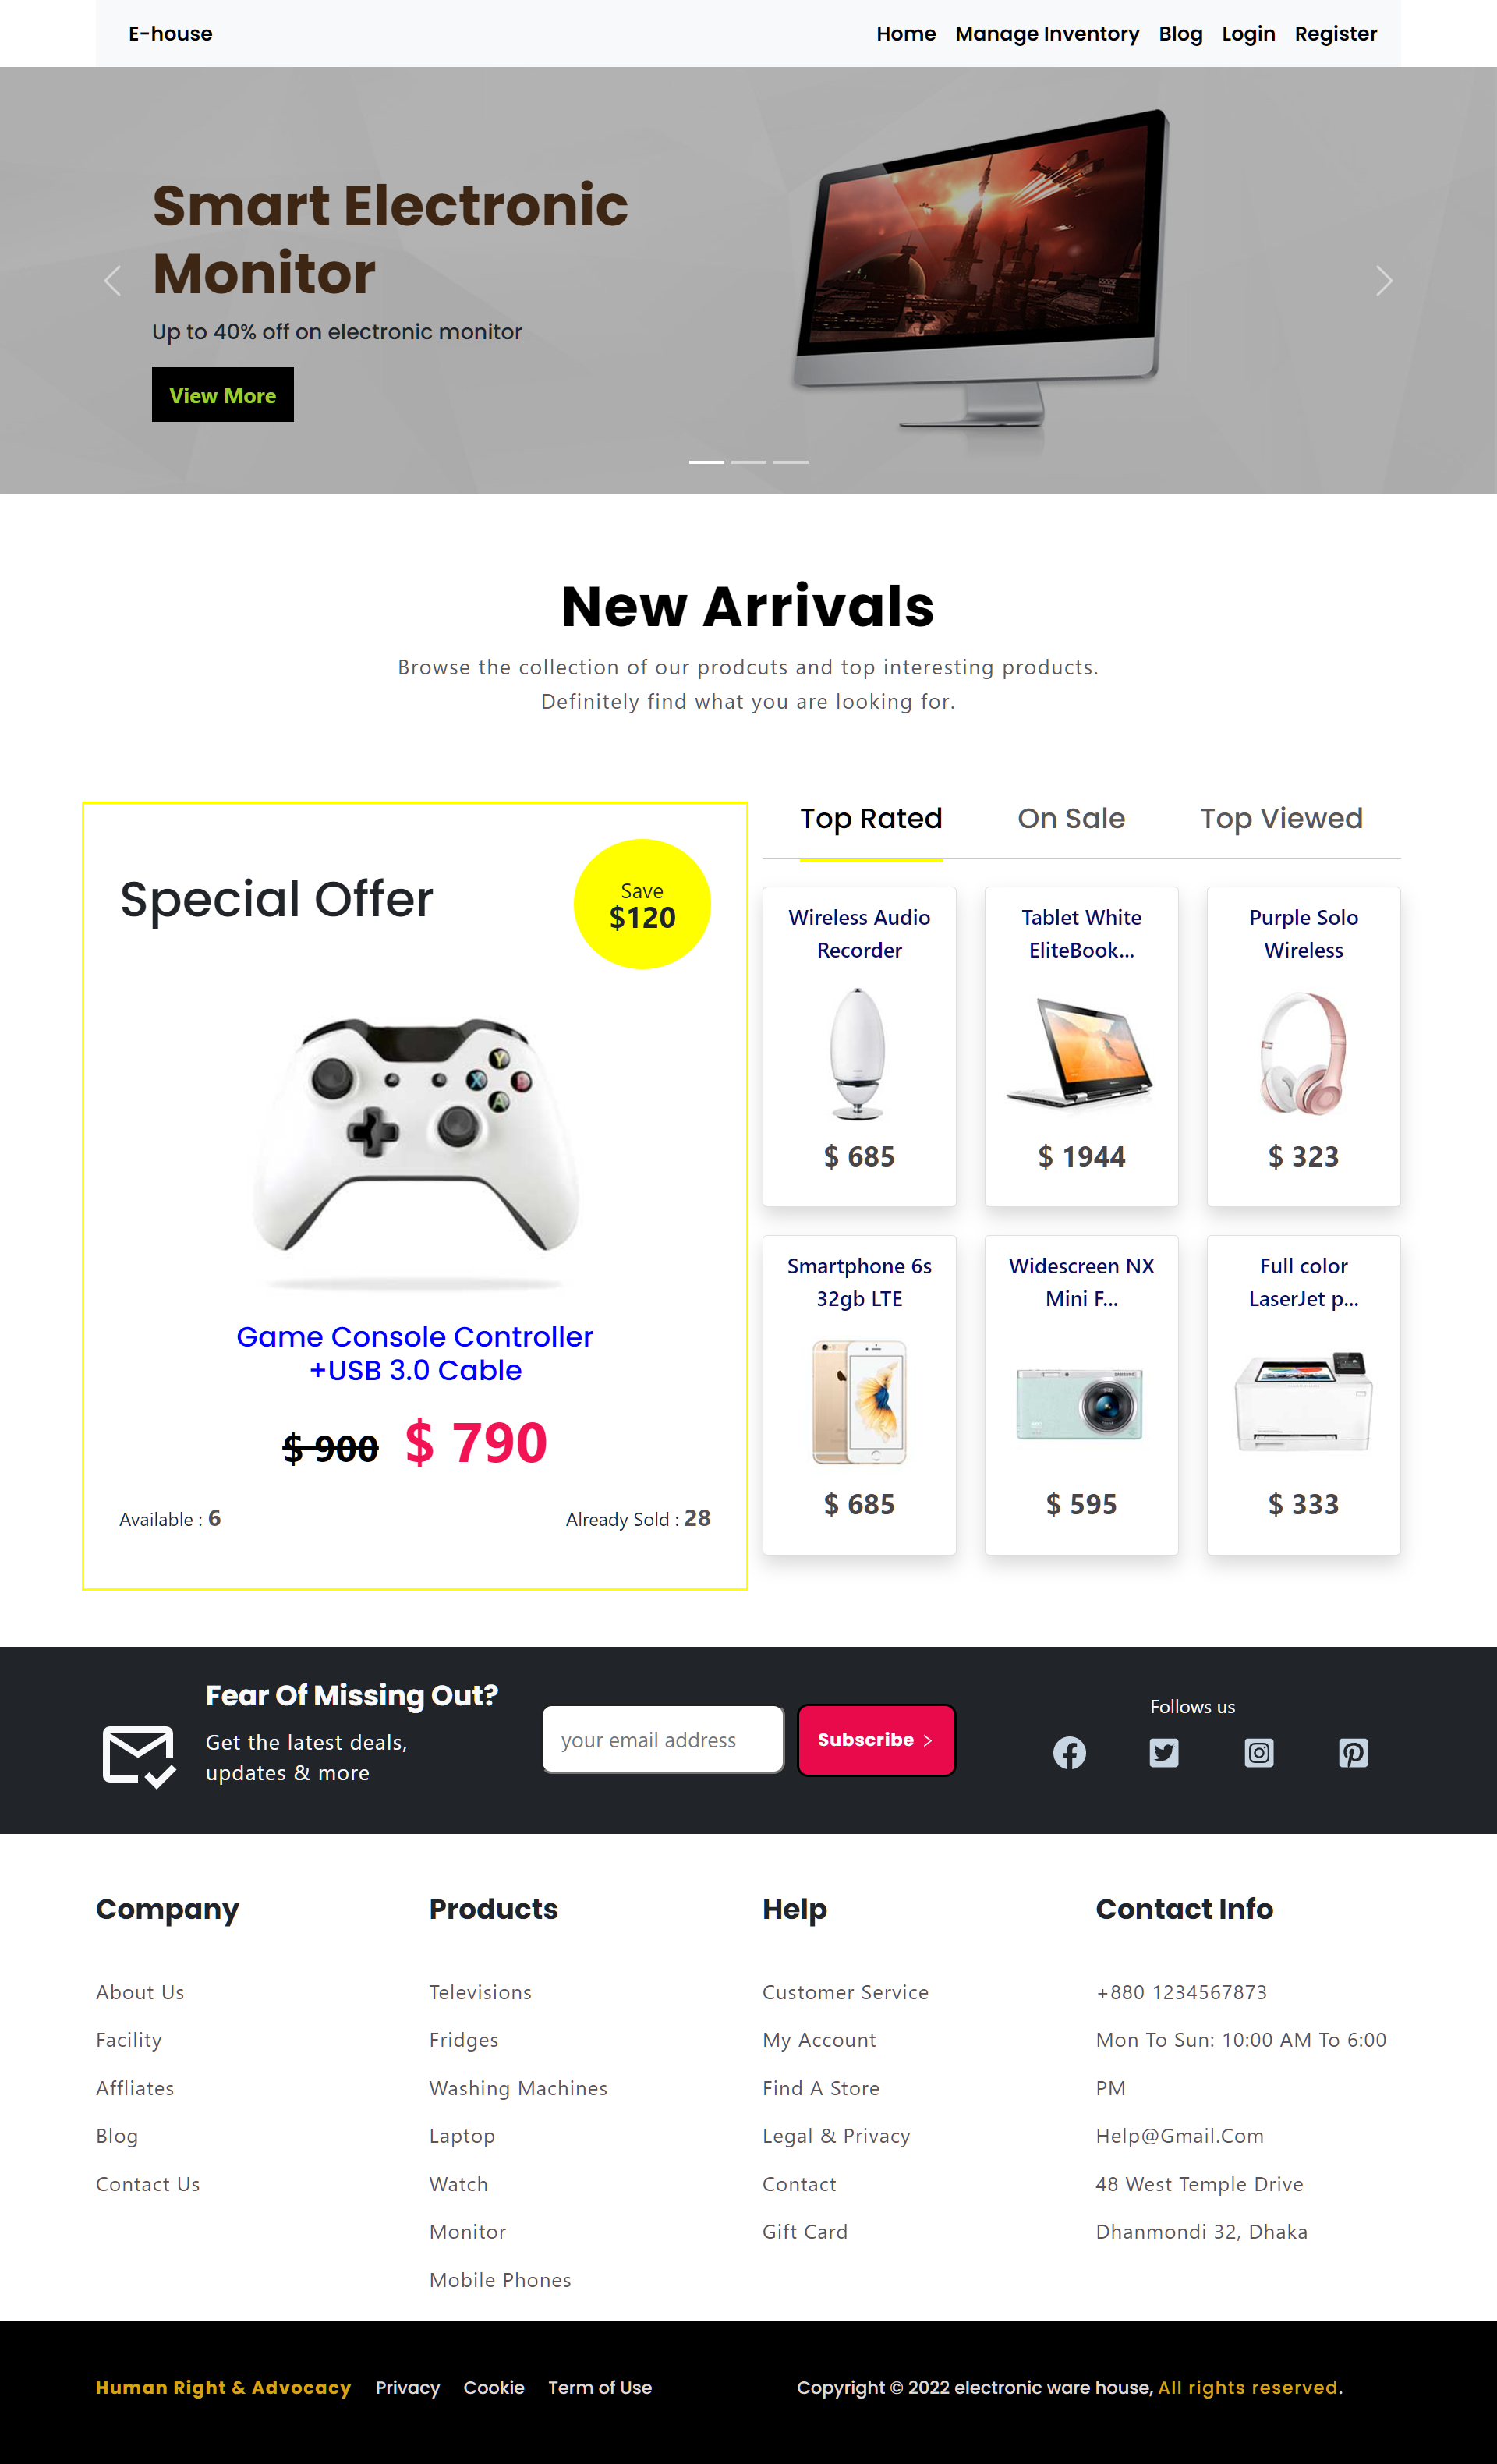 E-house
Home Manage Inventory Blog Login Register
Smart Electronic
Monitor
Up to 40% off on electronic monitor
View More
New Arrivals
Browse the collection of our prodcuts and top interesting products.
Definitely find what you are looking for.
Special Offer
Save
$120
Y
X B
A
Game Console Controller
+USB 3.0 Cable
$ 900 $ 790
Available : 6
Already Sold : 28
Top Rated On Sale Top Viewed
Wireless Audio
Recorder
$ 685
Tablet White
EliteBook...
$ 1944
Purple Solo
Wireless
$ 323
Smartphone 6s
32gb LTE
$ 685
Widescreen NX
Mini F...
SAMSUNG
$ 595
Full color
LaserJet p...
$ 333
Fear Of Missing Out?
Get the latest deals,
updates & more
your email address
Subscribe >
Follows us
Company
About Us
Facility
Affliates
Blog
Contact Us
Products
Televisions
Fridges
Washing Machines
Laptop
Watch
Monitor
Mobile Phones
Help
Customer Service
My Account
Find A Store
Legal & Privacy
Contact
Gift Card
Contact Info
+880 1234567873
Mon To Sun: 10:00 AM To 6:00
PM
Help@Gmail.Com
48 West Temple Drive
Dhanmondi 32, Dhaka
Human Right & Advocacy Privacy Cookie Term of Use
Copyright © 2022 electronic ware house, All rights reserved.